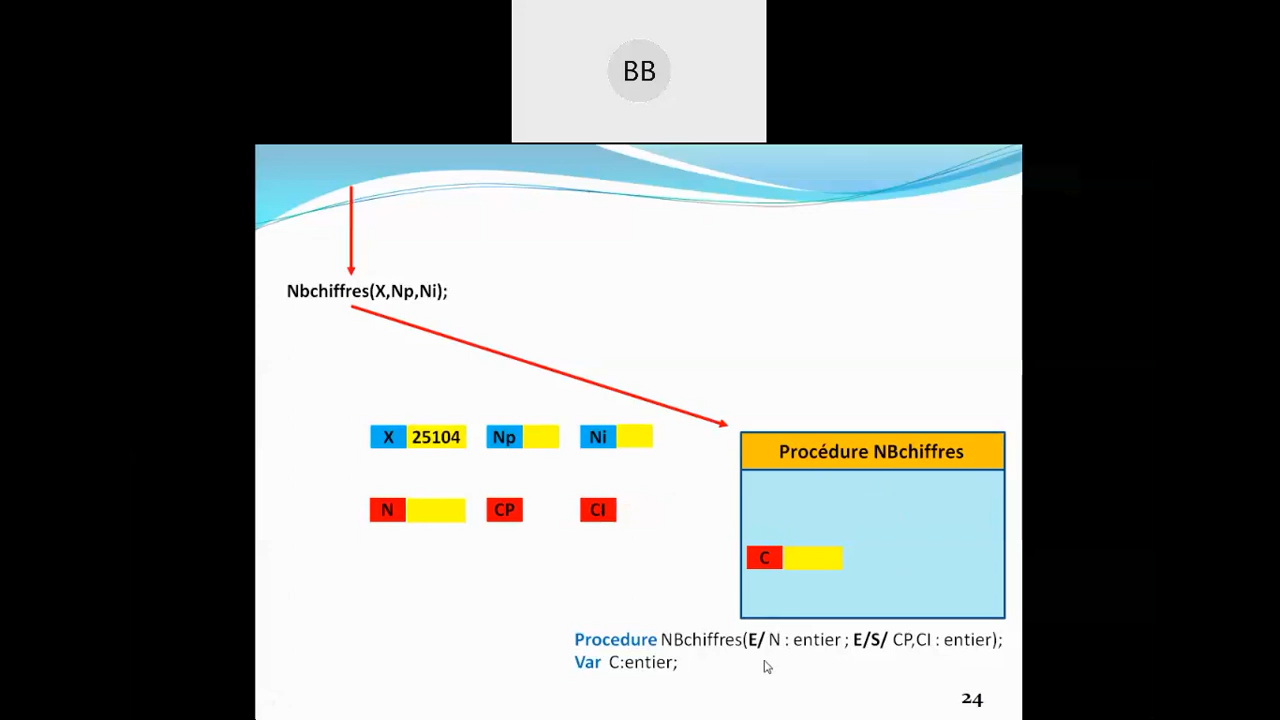 BB
Nbchiffres(X,Np,Ni);
X 25104 Np Ni
Procédure NBchiffres
N CP CI
C
Procedure NBchiffres(E/ N : entier ; E/S/ CP,CI : entier);
Var C:entier;
24